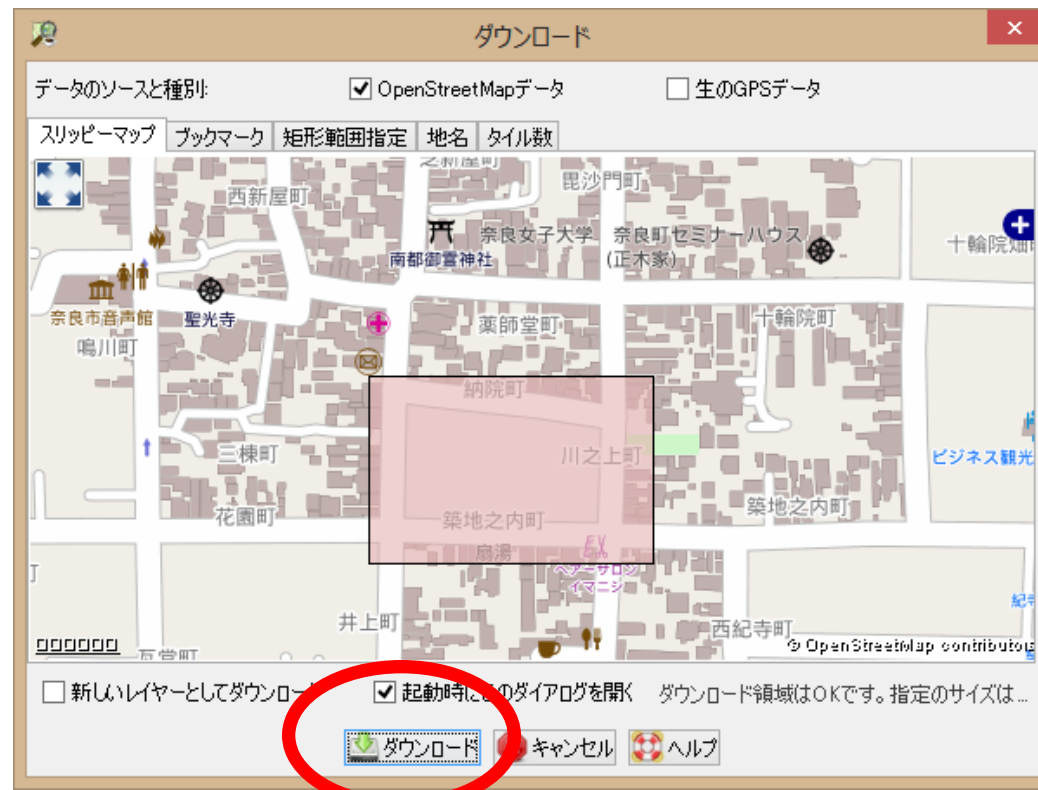 ダウンロード
データのソースと種別: OpenStreetMapデータ 生のGPSデータ
スリッピーマップ ブックマーク 矩形範囲指定 地名 タイル数
芝新屋町
毘沙門町
西新屋町
奈良女子大学 奈良町セミナーハウス
(正木家)
南都御霊神社
十輪院畑町
奈良市音声館
聖光寺
鳴川町
薬師堂町
十輪院町
納院町
三棟町
川之上町
ビジネス観光
花園町
築地之内町
築地之内町
扇湯
ヘアーサロン
イマニシ
井上町
西紀寺町
紀寺
瓦堂町
© OpenStreetMap contributors
新しいレイヤーとしてダウンロード 起動時にこのダイアログを開く ダウンロード領域はOKです。指定のサイズは...
ダウンロード キャンセル ヘルプ